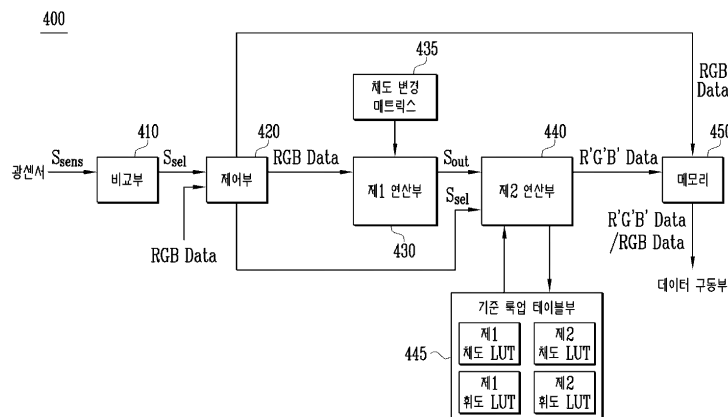 400
435
채도 변경
매트릭스
RGB
Data
410
420
440
450
광센서
S_sens
비교부
S_sel
제어부
RGB Data
제1 연산부
S_out
S_sel
제2 연산부
R'G'B' Data
메모리
430
RGB Data
R'G'B' Data
/RGB Data
데이터 구동부
445
기준 룩업 테이블부
제1
채도 LUT
제2
채도 LUT
제1
휘도 LUT
제2
휘도 LUT